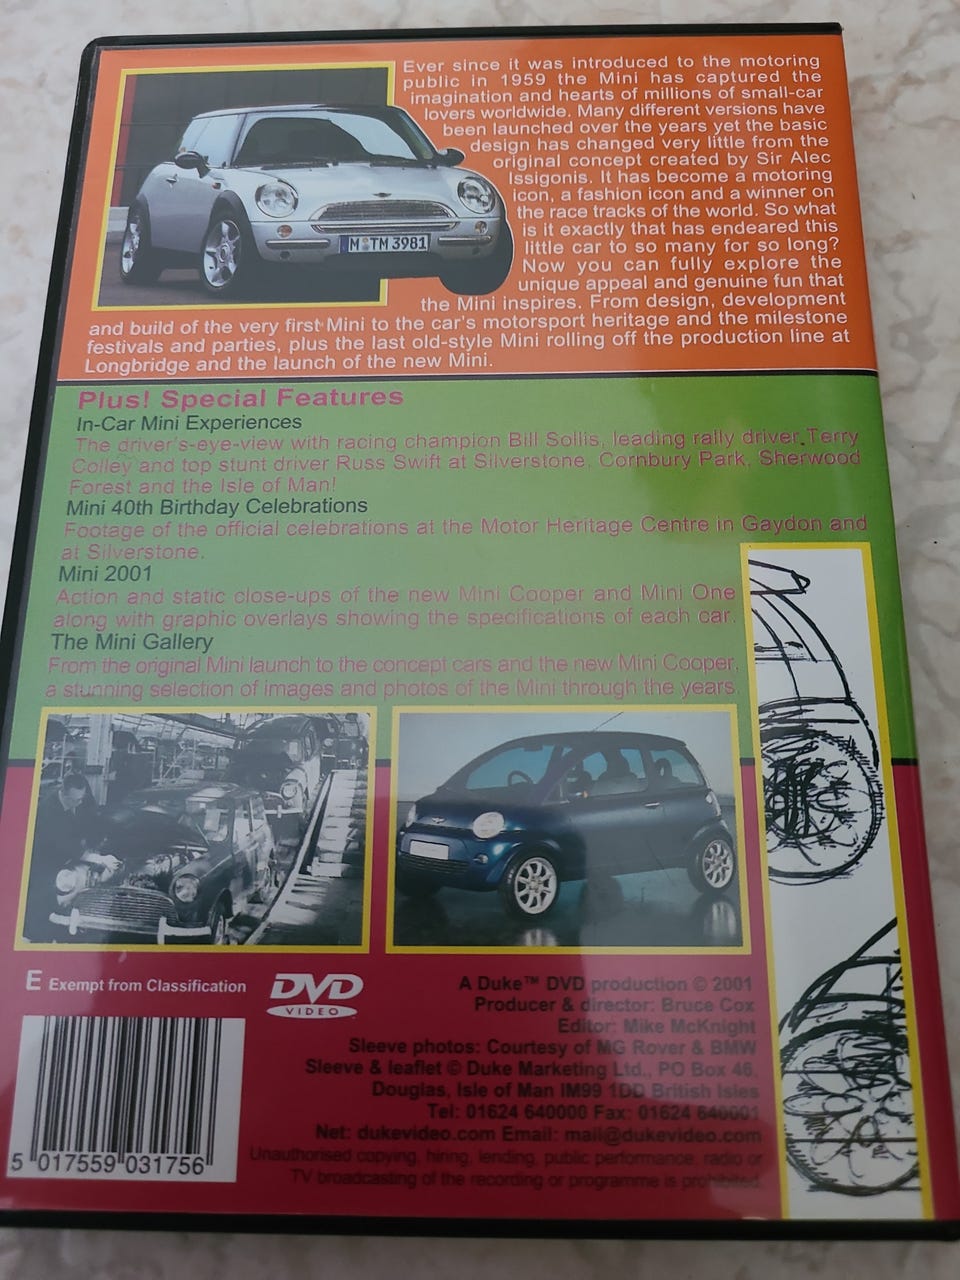 Ever since it was introduced to the motoring
public in 1959 the Mini has captured the
imagination and hearts of millions of small-car
lovers worldwide. Many different versions have
been launched over the years yet the basic
design has changed very little from the
original concept created by Sir Alec
Issigonis. It has become a motoring
icon, a fashion icon and a winner on
the race tracks of the world. So what
is it exactly that has endeared this
little car to so many for so long?
Now you can fully explore the
unique appeal and genuine fun that
the Mini inspires. From design, development
and build of the very first Mini to the car's motorsport heritage and the milestone
festivals and parties, plus the last old-style Mini rolling off the production line at
Longbridge and the launch of the new Mini.
M TM 3981
Plus! Special Features
In-Car Mini Experiences
The driver's-eye-view with racing champion Bill Sollis, leading rally driver Terry
Colley and top stunt driver Russ Swift at Silverstone, Cornbury Park, Sherwood
Forest and the Isle of Man!
Mini 40th Birthday Celebrations
Footage of the official celebrations at the Motor Heritage Centre in Gaydon and
at Silverstone.
Mini 2001
Action and static close-ups of the new Mini Cooper and Mini One
along with graphic overlays showing the specifications of each car.
The Mini Gallery
From the original Mini launch to the concept cars and the new Mini Cooper,
a stunning selection of images and photos of the Mini through the years.
E Exempt from Classification
DVD
VIDEO
A Duke™ DVD production © 2001
Producer & director: Bruce Cox
Editor: Mike McKnight
Sleeve photos: Courtesy of MG Rover & BMW
Sleeve & leaflet © Duke Marketing Ltd., PO Box 46,
Douglas, Isle of Man IM99 1DD British Isles
Tel: 01624 640000 Fax: 01624 640001
Net: dukevideo.com Email: mail@dukevideo.com
Unauthorised copying, hiring, lending, public performance, radio or
TV broadcasting of the recording or programme is prohibited.
5 017559 031756